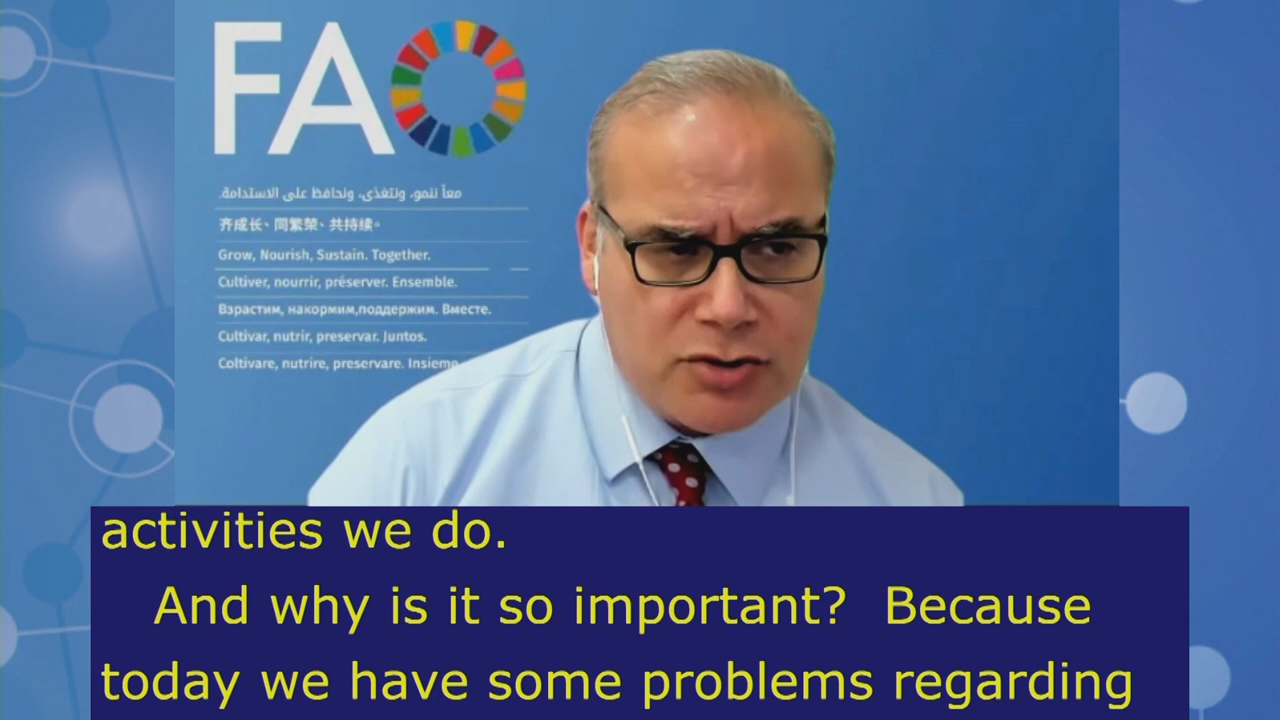 FAO
معاً ننمو، ونتغذى، ونحافظ على الاستدامة.
齐成长、同繁荣、共持续。
Grow, Nourish, Sustain. Together.
Cultiver, nourrir, préserver. Ensemble.
Взрастим, накормим,поддержим. Вместе.
Cultivar, nutrir, preservar. Juntos.
Coltivare, nutrire, preservare. Insieme
activities we do.
And why is it so important? Because
today we have some problems regarding